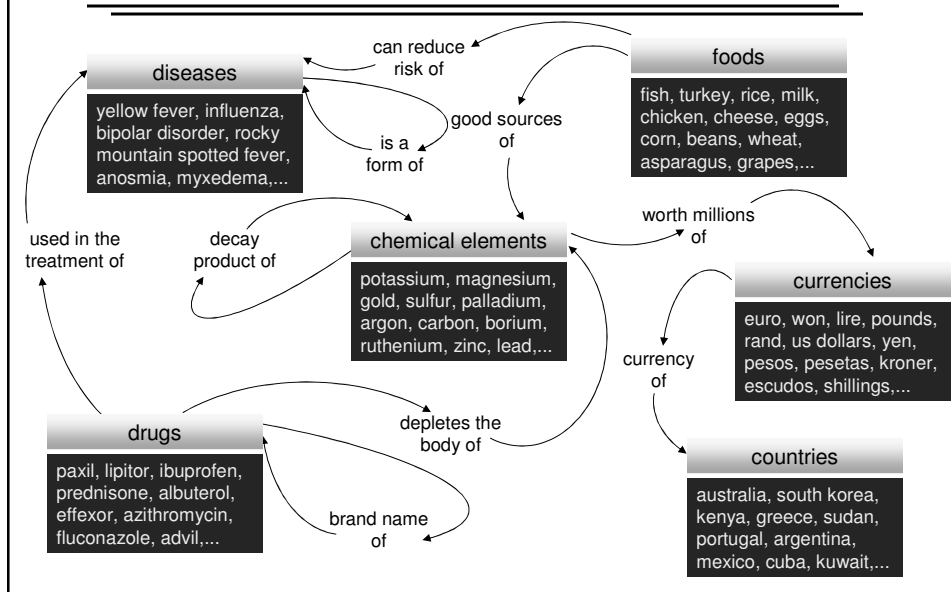 can reduce
risk of
foods
diseases
fish, turkey, rice, milk,
chicken, cheese, eggs,
corn, beans, wheat,
asparagus, grapes,...
yellow fever, influenza,
bipolar disorder, rocky
mountain spotted fever,
anosmia, myxedema,...
good sources
of
is a
form of
worth millions
of
used in the
treatment of
decay
product of
chemical elements
potassium, magnesium,
gold, sulfur, palladium,
argon, carbon, borium,
ruthenium, zinc, lead,...
currencies
euro, won, lire, pounds,
rand, us dollars, yen,
pesos, pesetas, kroner,
escudos, shillings,...
currency
of
depletes the
body of
drugs
paxil, lipitor, ibuprofen,
prednisone, albuterol,
effexor, azithromycin,
fluconazole, advil,...
brand name
of
countries
australia, south korea,
kenya, greece, sudan,
portugal, argentina,
mexico, cuba, kuwait,...